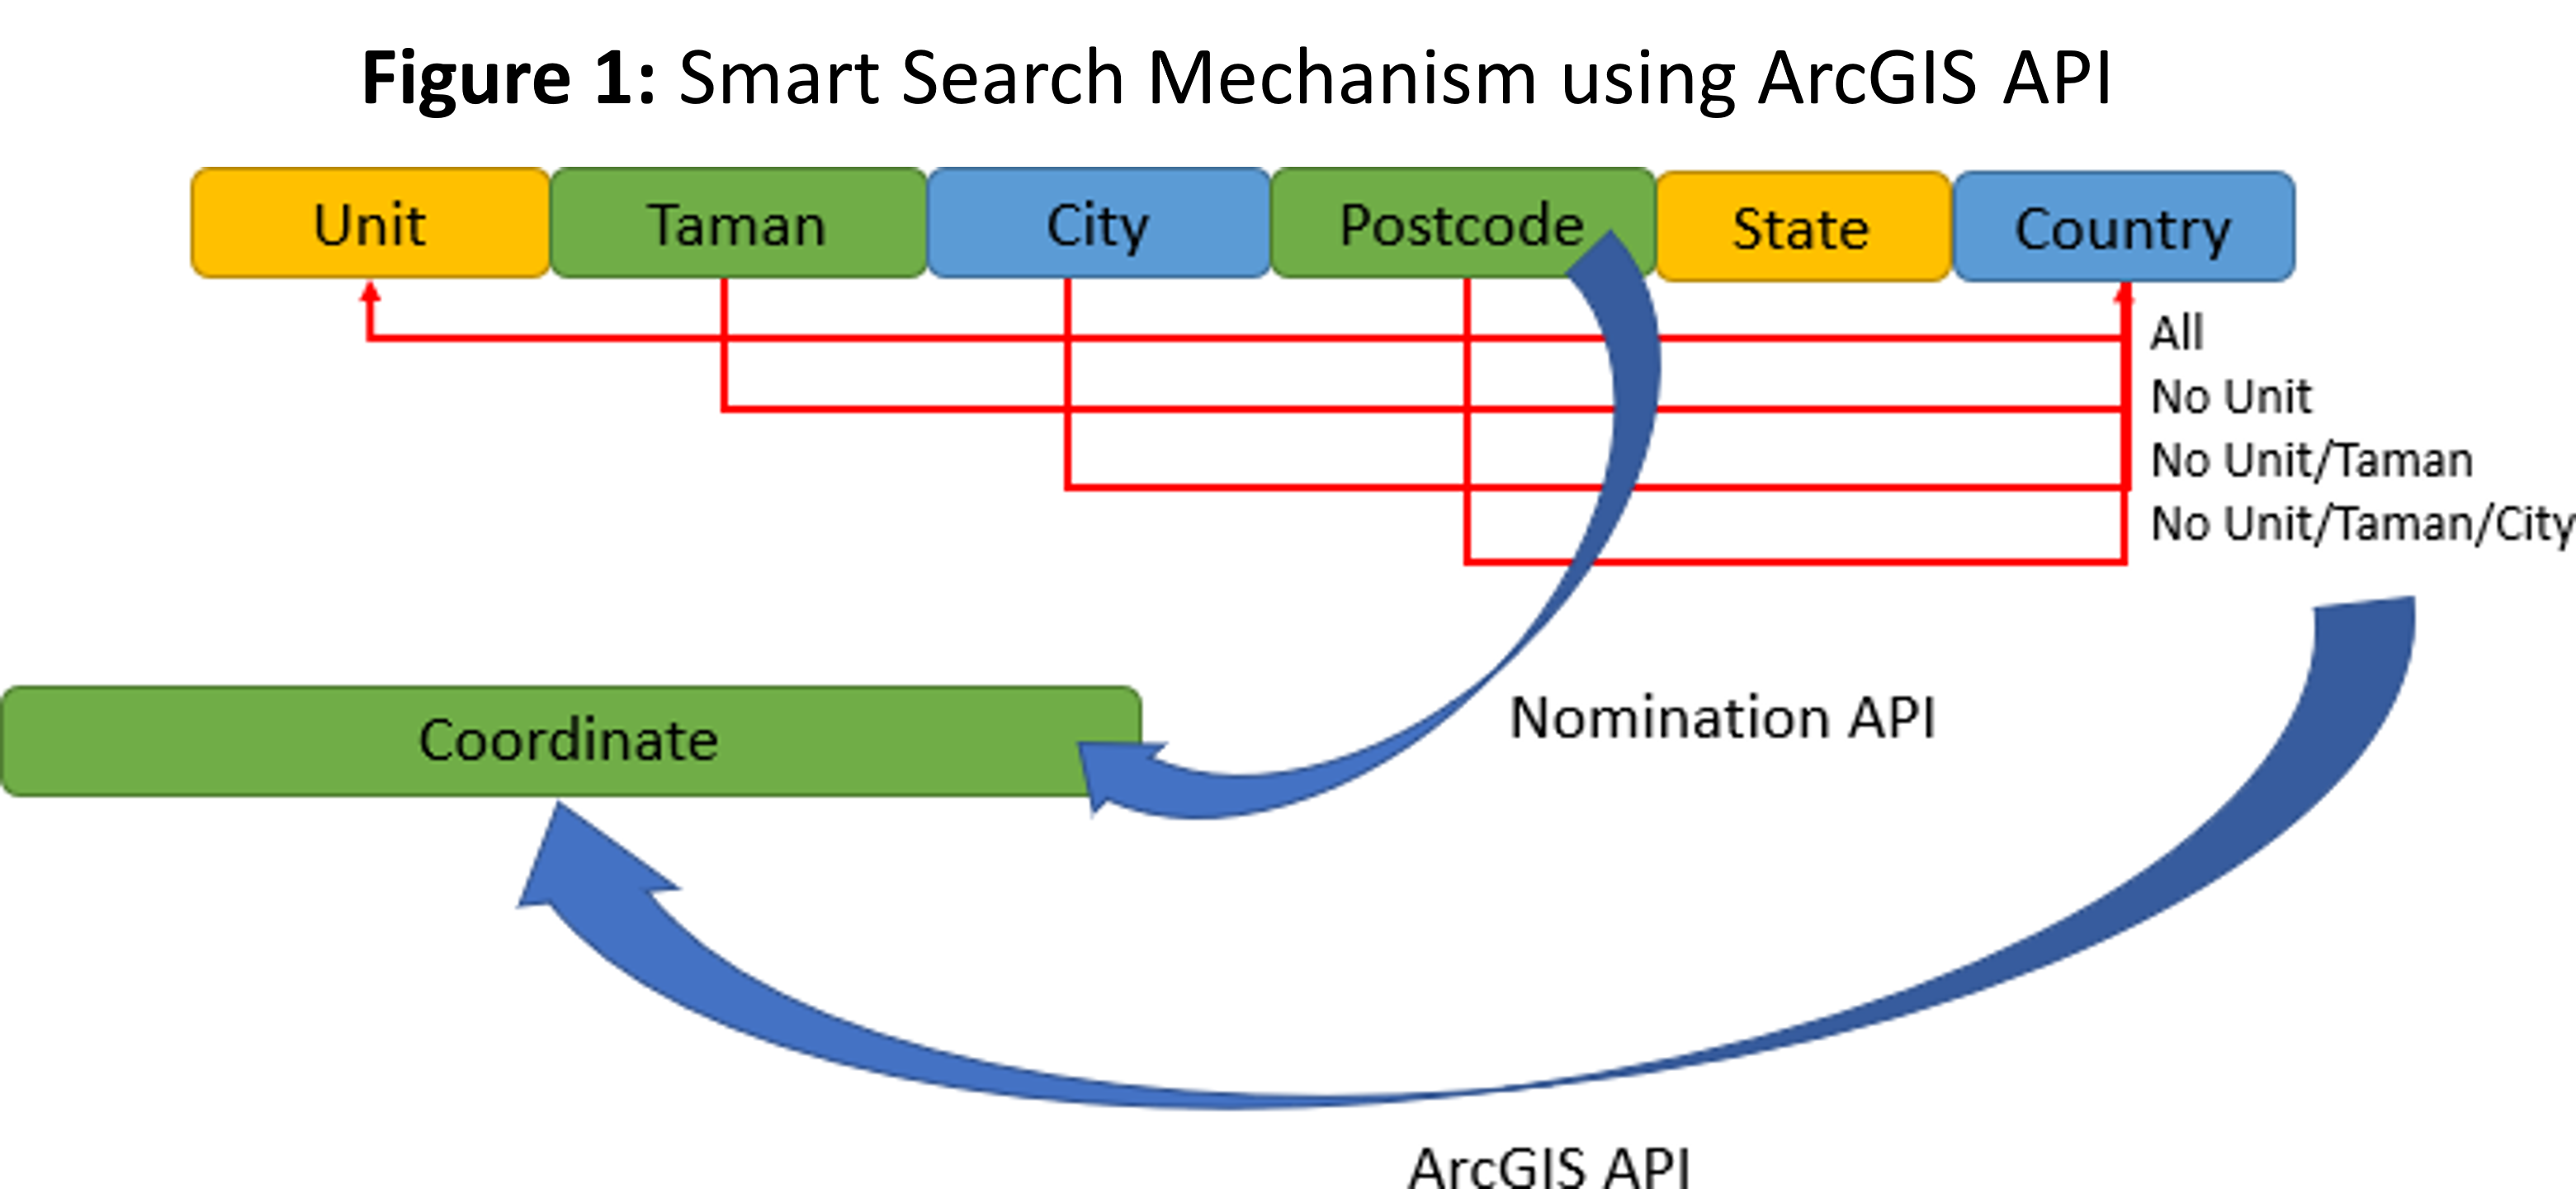 Figure 1: Smart Search Mechanism using ArcGIS API
Unit Taman City Postcode State Country
All
No Unit
No Unit/Taman
No Unit/Taman/City
Coordinate
Nomination API
ArcGIS API